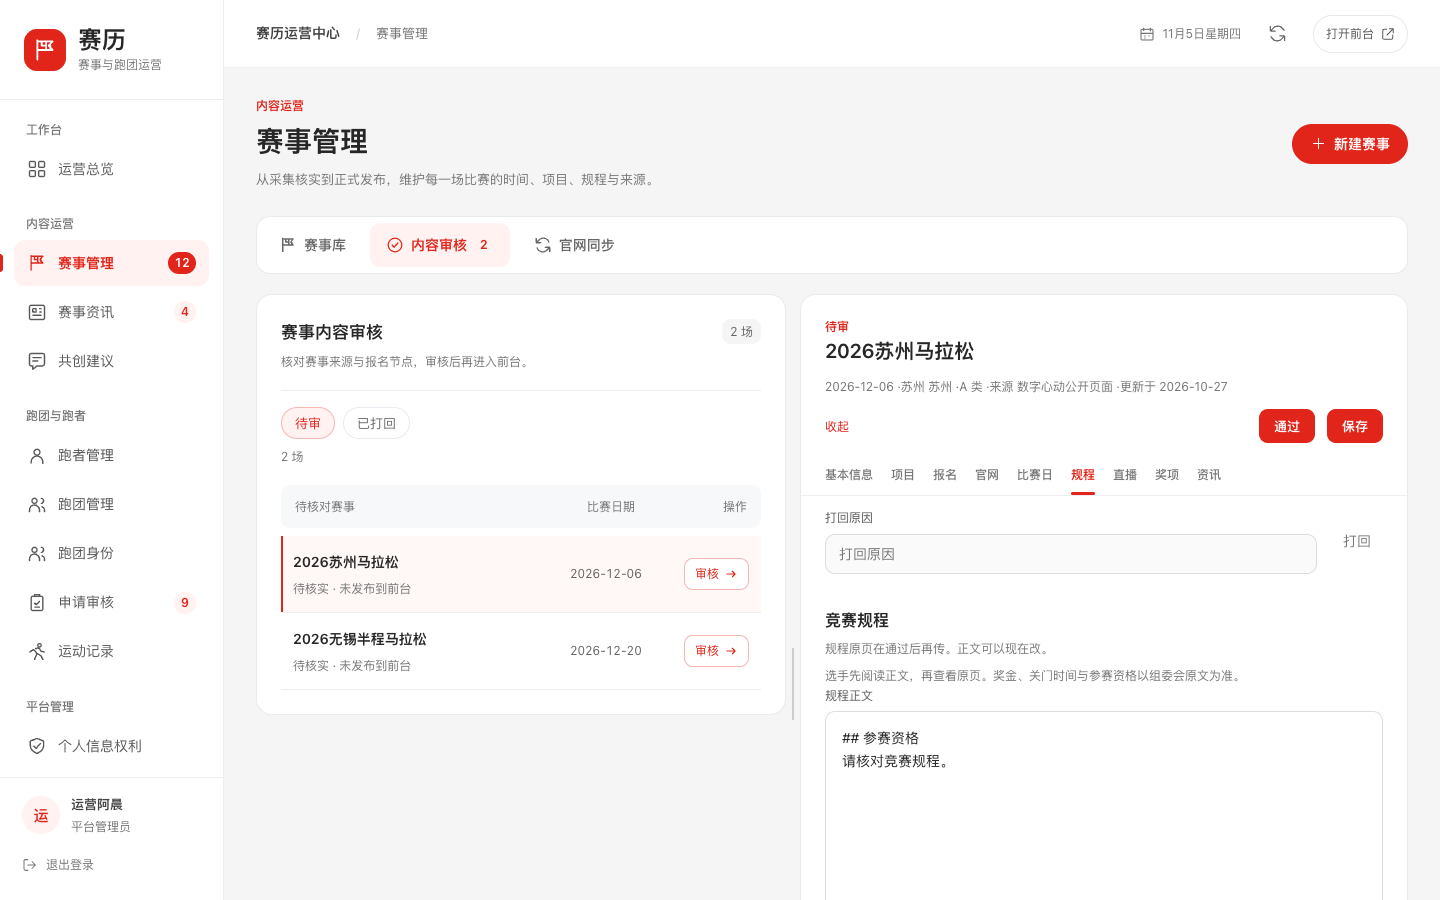 赛历
赛事与跑团运营
工作台
运营总览
内容运营
赛事管理 12
赛事资讯 4
共创建议
跑团与跑者
跑者管理
跑团管理
跑团身份
申请审核 9
运动记录
平台管理
个人信息权利
运 运营阿晨
平台管理员
退出登录
赛历运营中心 / 赛事管理
11月5日星期四
打开前台
内容运营
赛事管理
从采集核实到正式发布，维护每一场比赛的时间、项目、规程与来源。
新建赛事
赛事库 内容审核 2 官网同步
赛事内容审核 2 场
核对赛事来源与报名节点，审核后再进入前台。
待审 已打回
2 场
待核对赛事 比赛日期 操作
2026苏州马拉松
待核实 · 未发布到前台
2026-12-06
审核
2026无锡半程马拉松
待核实 · 未发布到前台
2026-12-20
审核
待审
2026苏州马拉松
2026-12-06 ·苏州 苏州 ·A 类 ·来源 数字心动公开页面 ·更新于 2026-10-27
收起
通过 保存
基本信息 项目 报名 官网 比赛日 规程 直播 奖项 资讯
打回原因
打回原因
打回
竞赛规程
规程原页在通过后再传。正文可以现在改。
选手先阅读正文，再查看原页。奖金、关门时间与参赛资格以组委会原文为准。
规程正文
## 参赛资格
请核对竞赛规程。